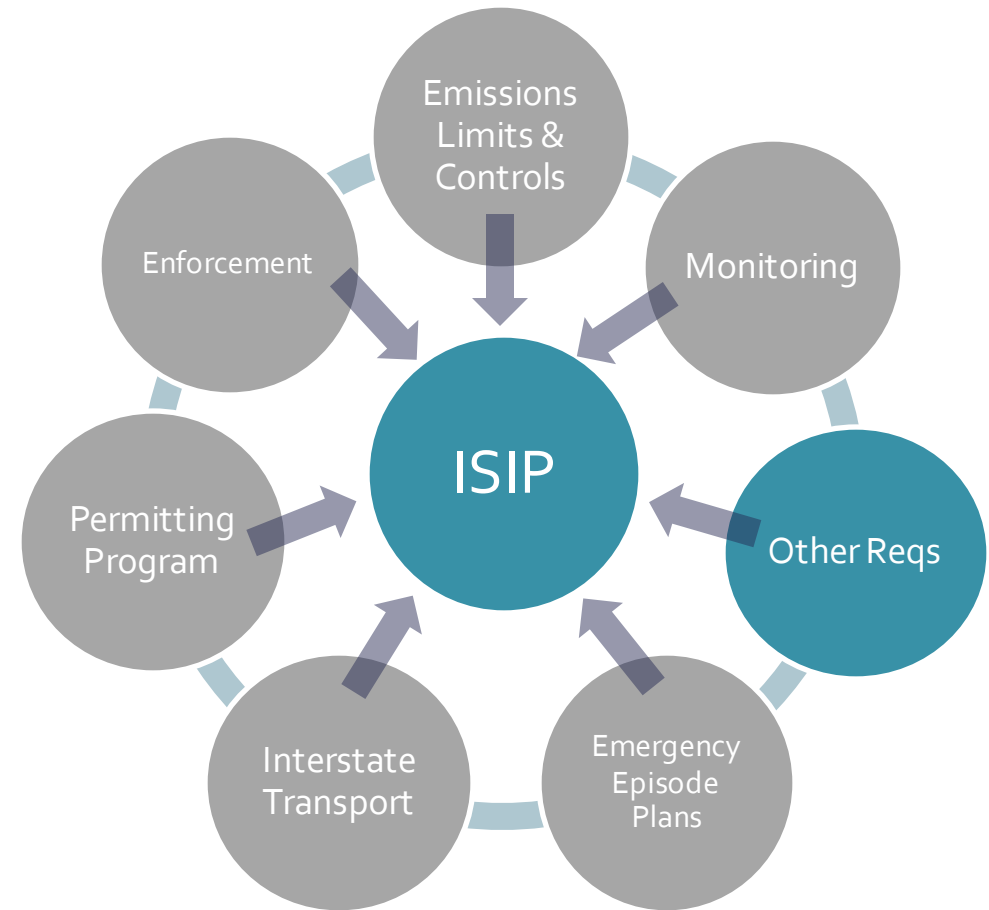 Emissions
Limits &
Controls
Enforcement
Monitoring
ISIP
Permitting
Program
Other Reqs
Interstate
Transport
Emergency
Episode
Plans